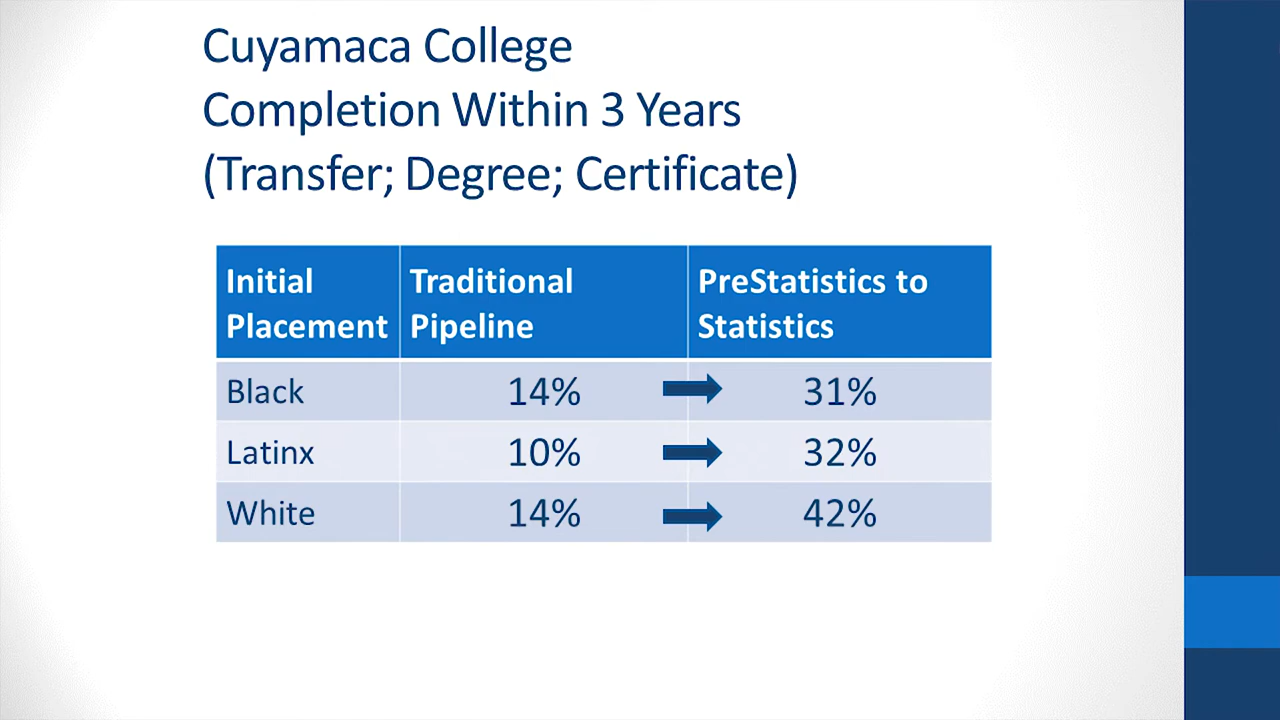 Cuyamaca College
Completion Within 3 Years
(Transfer; Degree; Certificate)
Initial Placement Traditional Pipeline PreStatistics to Statistics
Black 14% 31%
Latinx 10% 32%
White 14% 42%